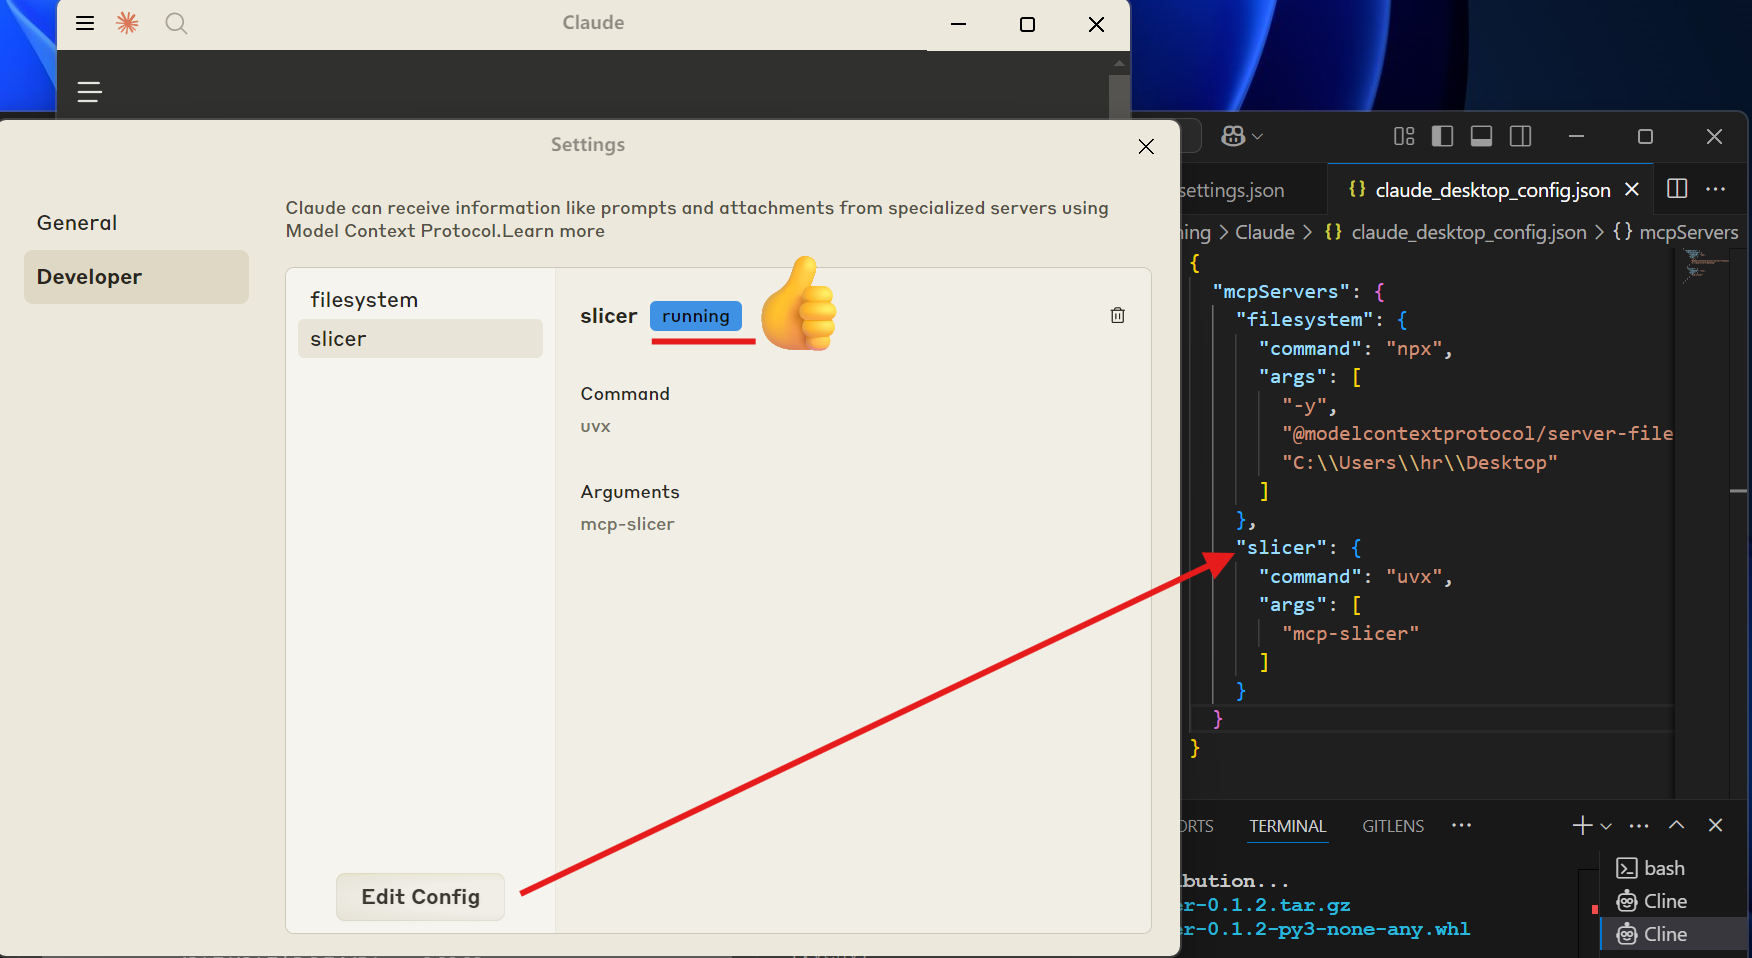 Claude
Settings
General
Developer
Claude can receive information like prompts and attachments from specialized servers using
Model Context Protocol.Learn more
filesystem
slicer
slicer running
Command
uvx
Arguments
mcp-slicer
Edit Config
settings.json
{} claude_desktop_config.json
ing > Claude > {} claude_desktop_config.json > {} mcpServers
{
"mcpServers": {
"filesystem": {
"command": "npx",
"args": [
"-y",
"@modelcontextprotocol/server-file
"C:\\Users\\hr\\Desktop"
]
},
"slicer": {
"command": "uvx",
"args": [
"mcp-slicer"
]
}
}
}
ORTS TERMINAL GITLENS ...
bution...
er-0.1.2.tar.gz
er-0.1.2-py3-none-any.whl
bash
Cline
Cline